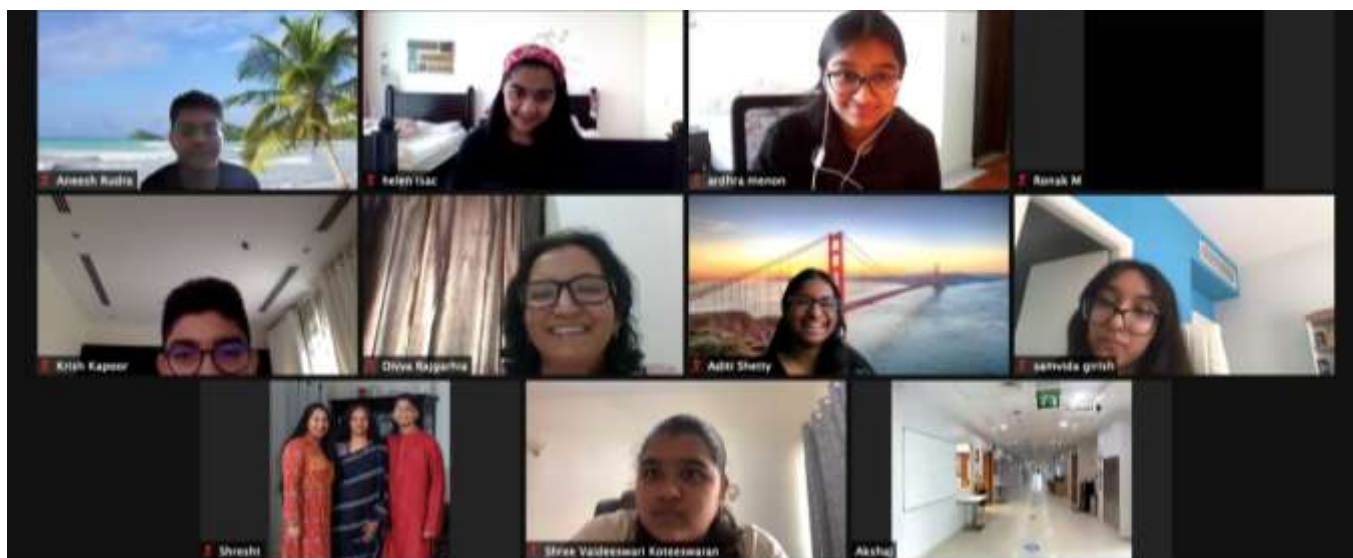 Aneesh Rudra
helen Isac
ardhra menon
Ronak M
Krish Kapoor
Divya Rajgarhia
Aditi Shetty
samvida girish
Shresht
Shree Vaideeswari Koteeswaran
Akshaj